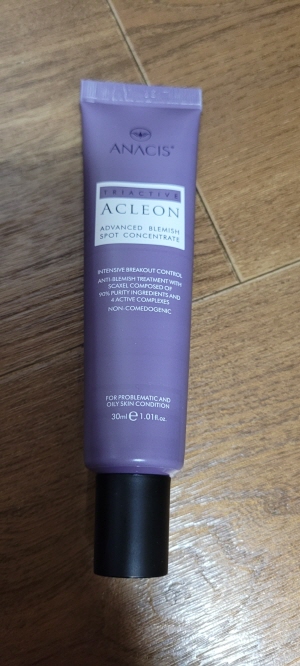 ANACIS®
TRIACTIVE
ACLEON
ADVANCED BLEMISH
SPOT CONCENTRATE
INTENSIVE BREAKOUT CONTROL
ANTI-BLEMISH TREATMENT WITH
SCAXEL COMPOSED OF
90% PURITY INGREDIENTS AND
4 ACTIVE COMPLEXES
NON-COMEDOGENIC
FOR PROBLEMATIC AND
OILY SKIN CONDITION
30ml e 1.01fl.oz.